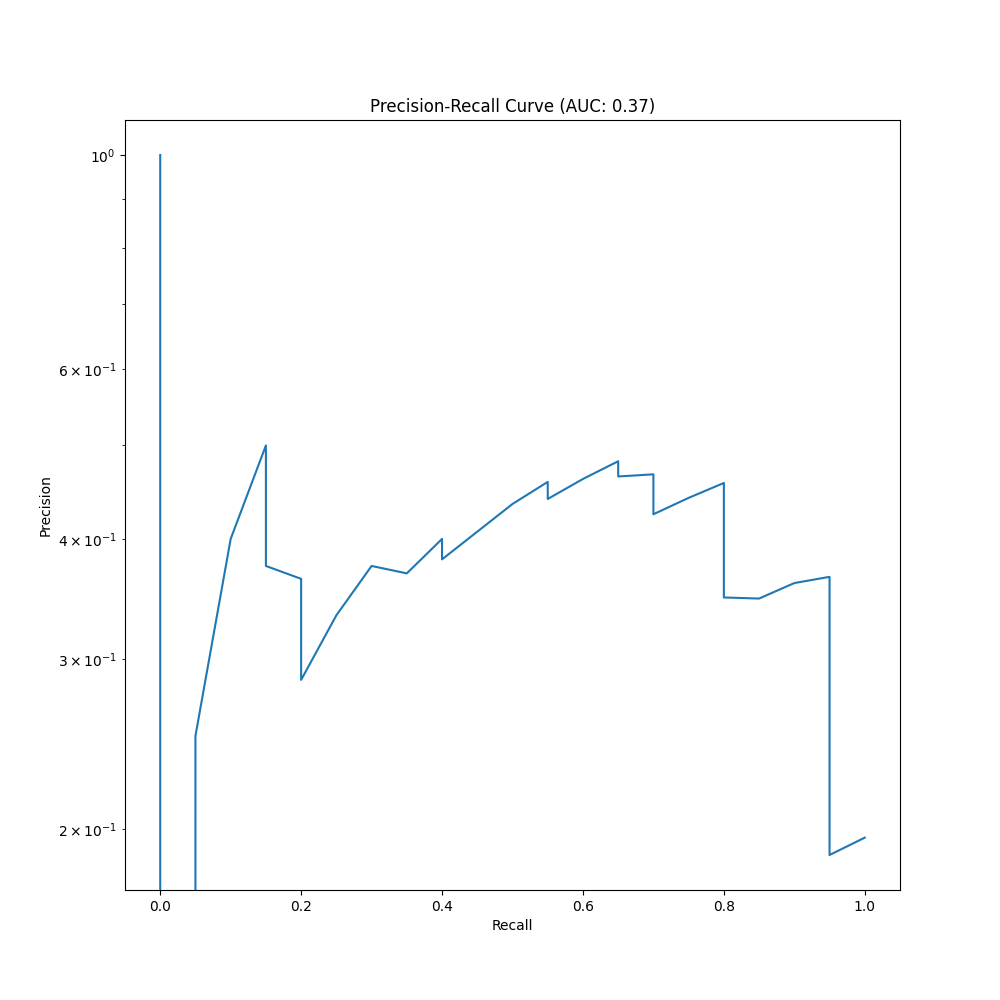 Precision-Recall Curve (AUC: 0.37)
10⁰
6 × 10⁻¹
4 × 10⁻¹
3 × 10⁻¹
2 × 10⁻¹
Precision
0.0 0.2 0.4 0.6 0.8 1.0
Recall